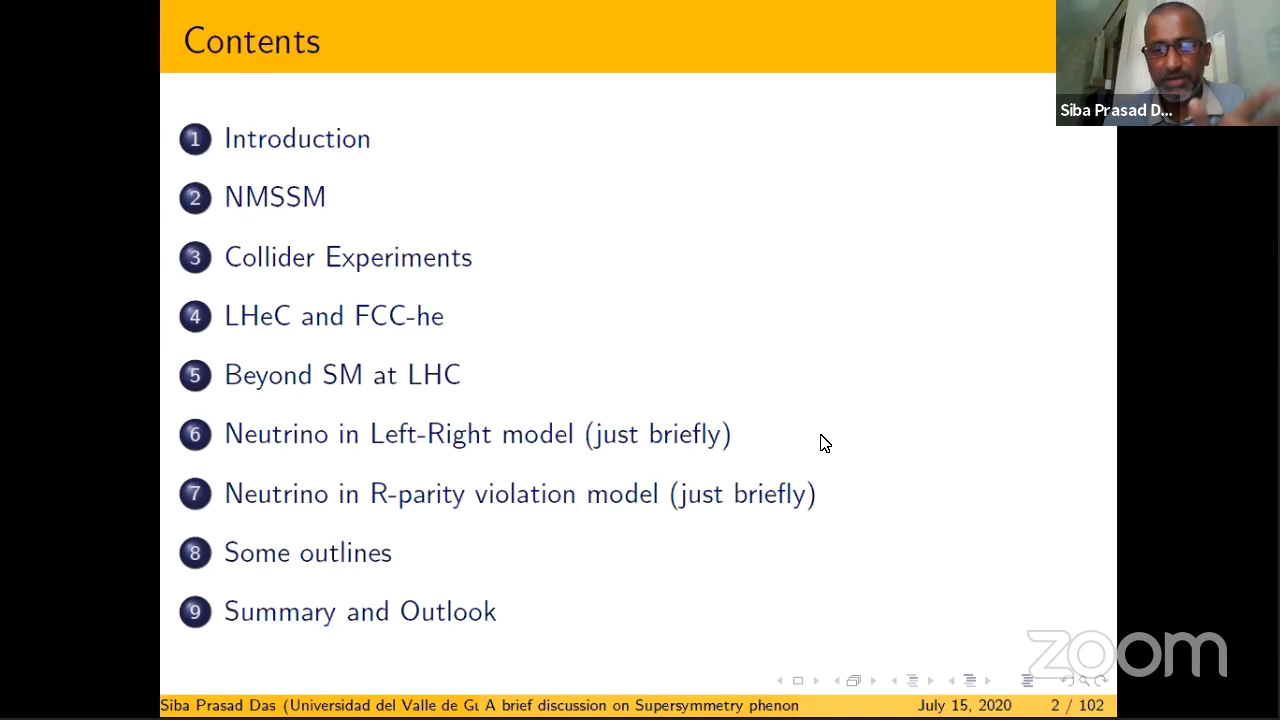 Contents
Siba Prasad D...
1 Introduction
2 NMSSM
3 Collider Experiments
4 LHeC and FCC-he
5 Beyond SM at LHC
6 Neutrino in Left-Right model (just briefly)
7 Neutrino in R-parity violation model (just briefly)
8 Some outlines
9 Summary and Outlook
zoom
Siba Prasad Das (Universidad del Valle de Gu A brief discussion on Supersymmetry phenon July 15, 2020 2 / 102